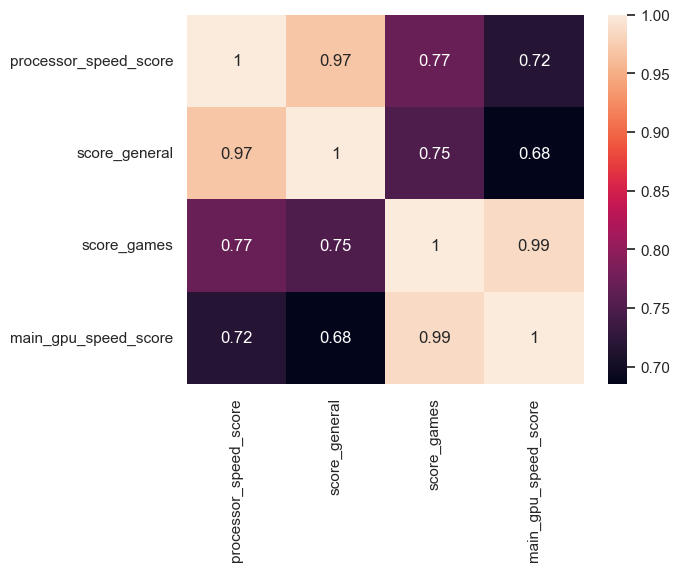 processor_speed_score 1 0.97 0.77 0.72
score_general 0.97 1 0.75 0.68
score_games 0.77 0.75 1 0.99
main_gpu_speed_score 0.72 0.68 0.99 1
processor_speed_score
score_general
score_games
main_gpu_speed_score
1.00
0.95
0.90
0.85
0.80
0.75
0.70